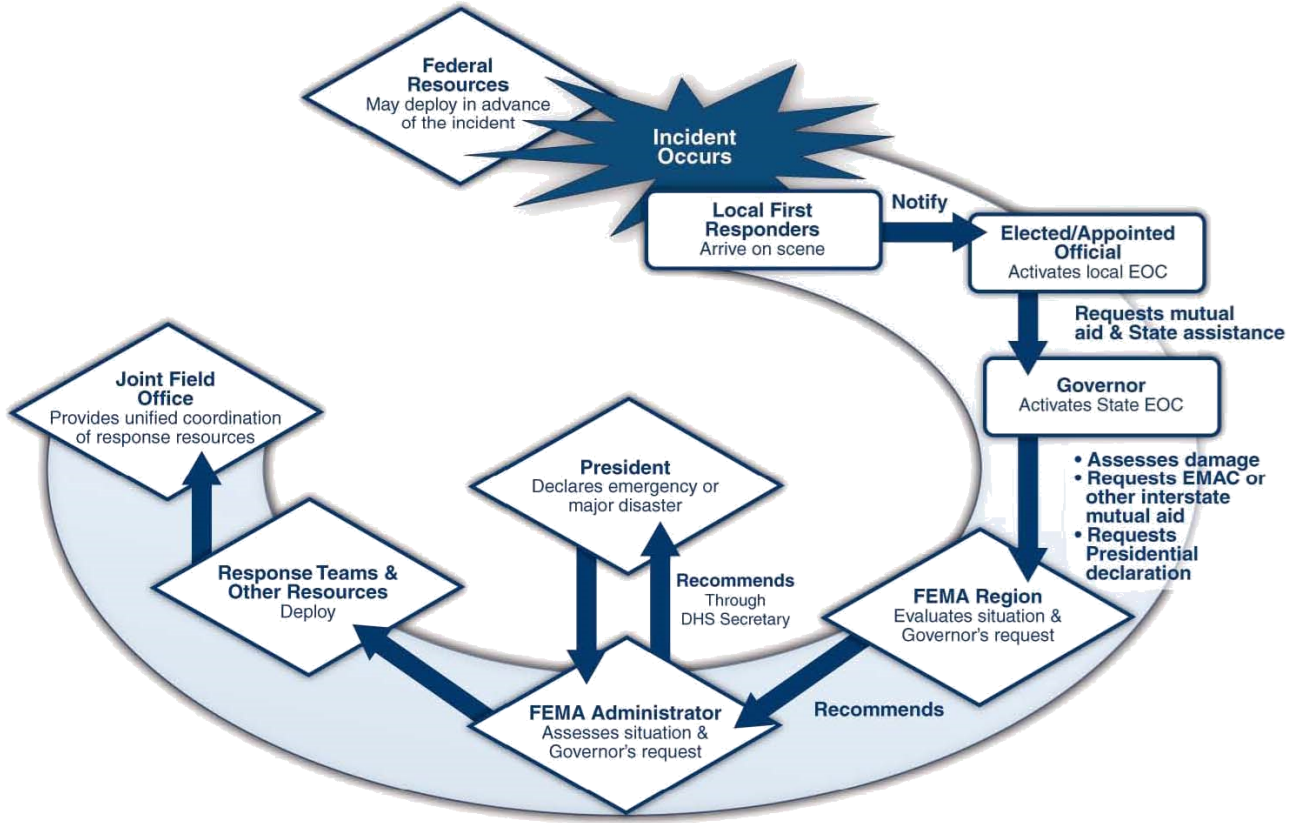 Federal
Resources
May deploy in advance
of the incident
Incident
Occurs
Local First
Responders
Arrive on scene
Notify
Elected/Appointed
Official
Activates local EOC
Requests mutual
aid & State assistance
Governor
Activates State EOC
• Assesses damage
• Requests EMAC or
other interstate
mutual aid
• Requests
Presidential
declaration
FEMA Region
Evaluates situation &
Governor's request
Recommends
FEMA Administrator
Assesses situation &
Governor's request
Recommends
Through
DHS Secretary
President
Declares emergency or
major disaster
Response Teams &
Other Resources
Deploy
Joint Field
Office
Provides unified coordination
of response resources